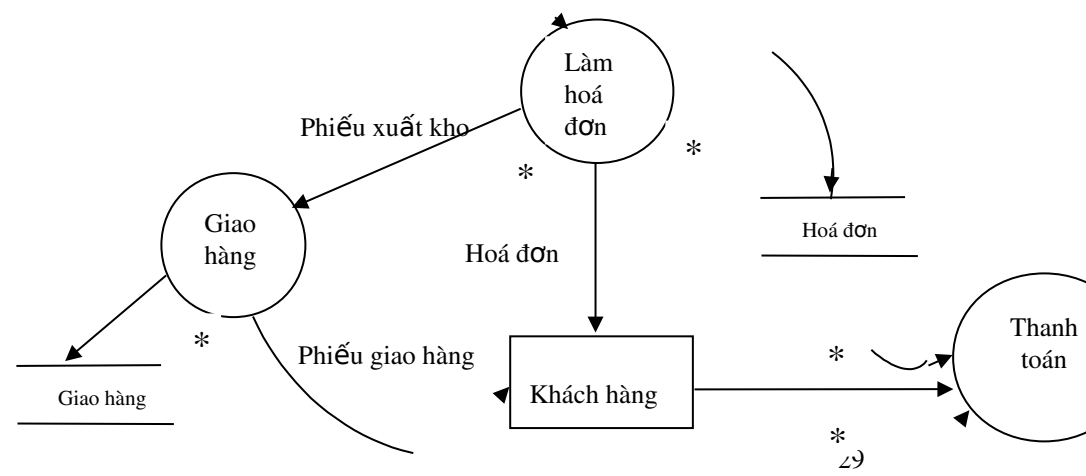 Làm
hoá
đơn
Phiếu xuất kho
*
*
Giao
hàng
Hoá đơn
Hoá đơn
Thanh
toán
*
Phiếu giao hàng
*
Khách hàng
Giao hàng
*
29